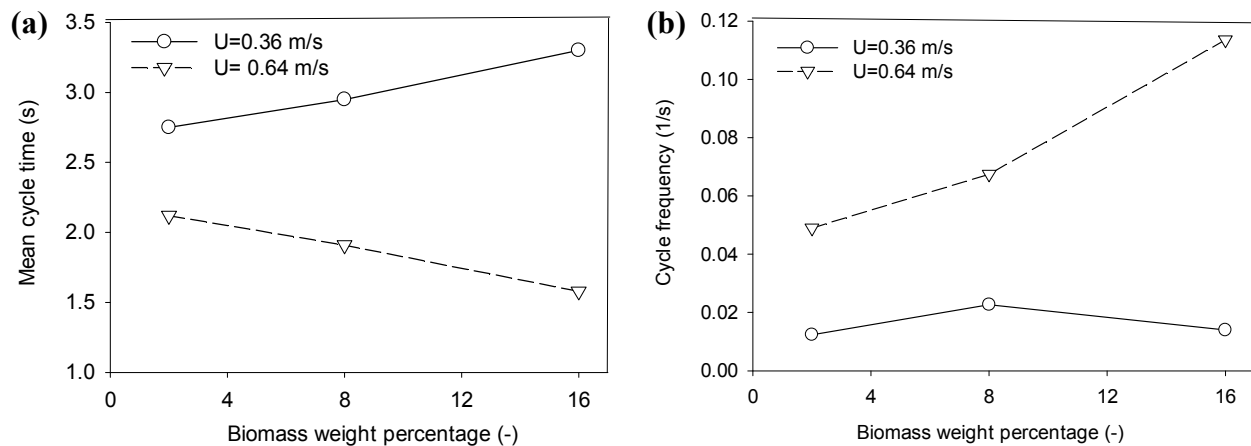 (a)
U=0.36 m/s
U= 0.64 m/s
Mean cycle time (s)
3.5
3.0
2.5
2.0
1.5
1.0
0 4 8 12 16
Biomass weight percentage (-)
(b)
U=0.36 m/s
U=0.64 m/s
Cycle frequency (1/s)
0.12
0.10
0.08
0.06
0.04
0.02
0.00
0 4 8 12 16
Biomass weight percentage (-)